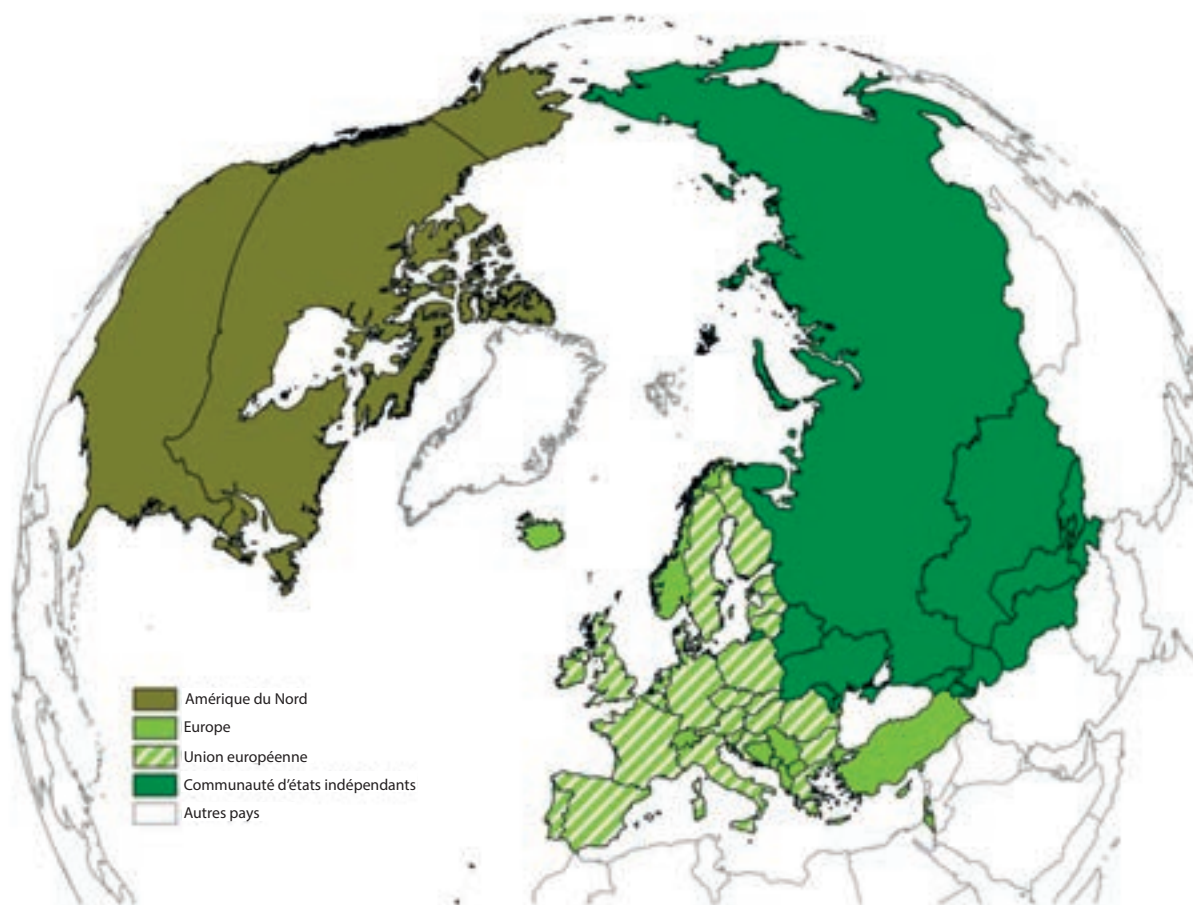 Amérique du Nord
Europe
Union européenne
Communauté d'états indépendants
Autres pays